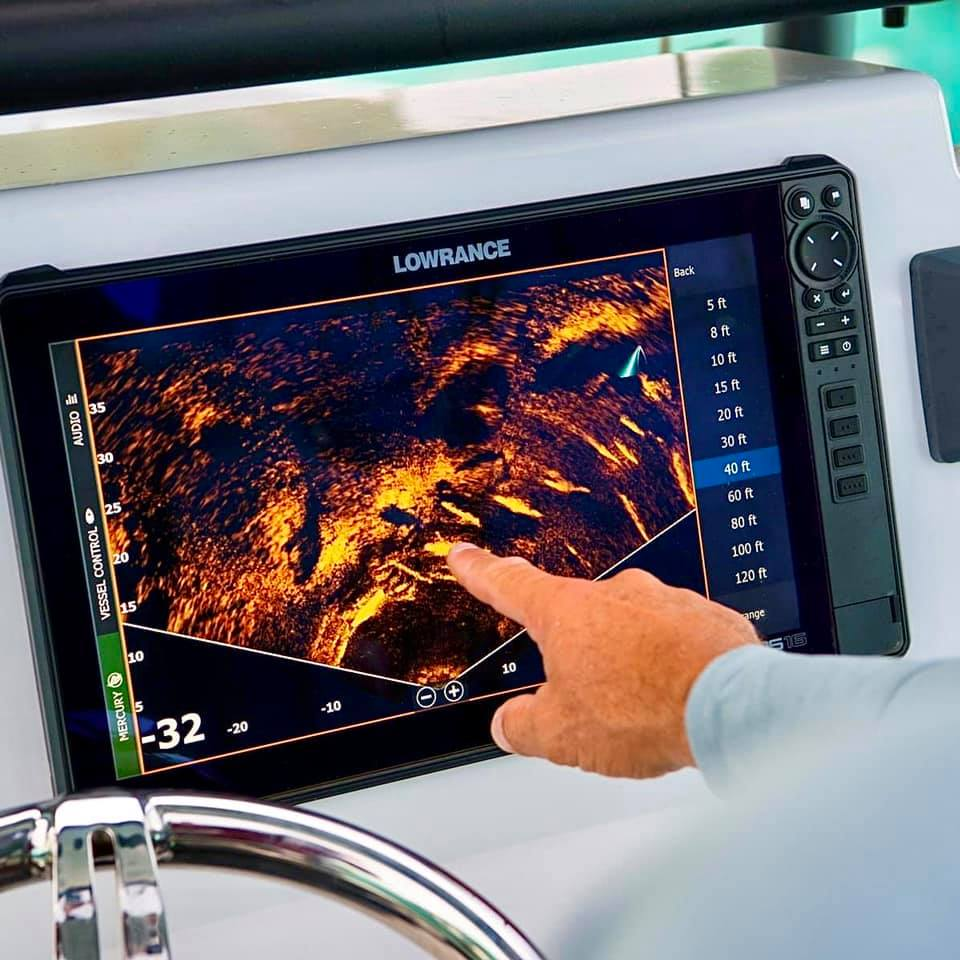 LOWRANCE
Back
5 ft
8 ft
10 ft
15 ft
20 ft
30 ft
40 ft
60 ft
80 ft
100 ft
120 ft
AUDIO
VESSEL CONTROL
MERCURY
35
30
25
20
15
10
5
-32
-20
-10
10